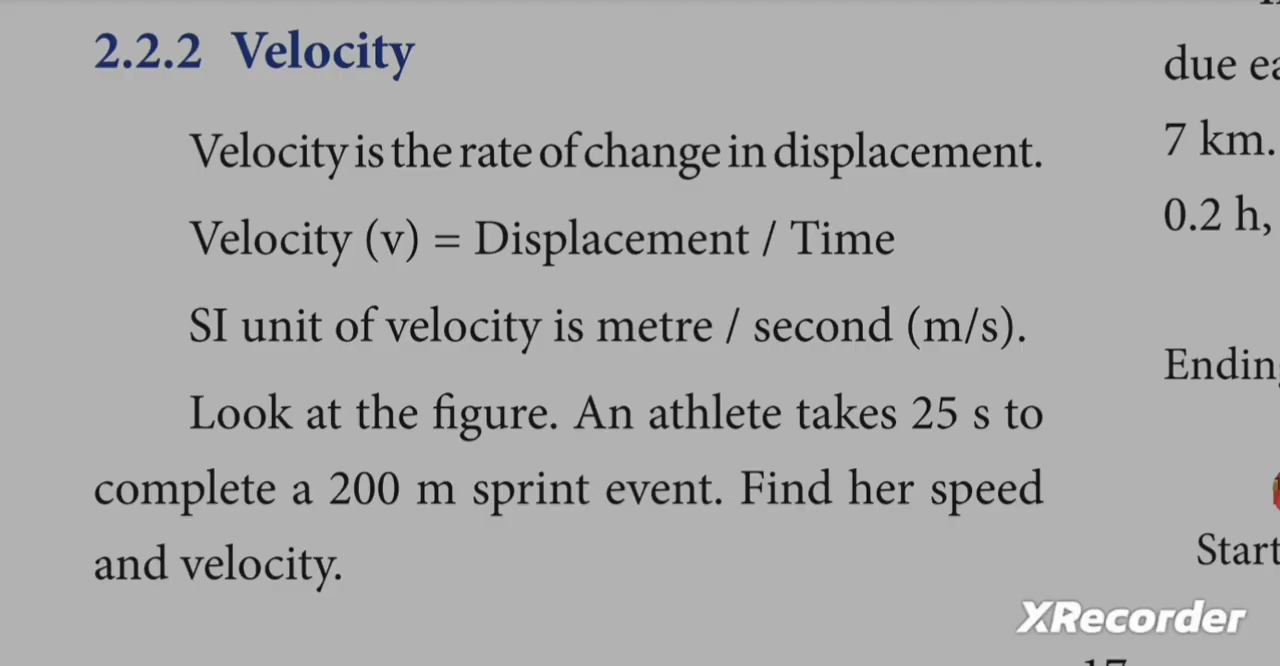 2.2.2 Velocity
Velocity is the rate of change in displacement.
Velocity (v) = Displacement / Time
SI unit of velocity is metre / second (m/s).
Look at the figure. An athlete takes 25 s to
complete a 200 m sprint event. Find her speed
and velocity.
due ea
7 km.
0.2 h,
Ending
Start
XRecorder